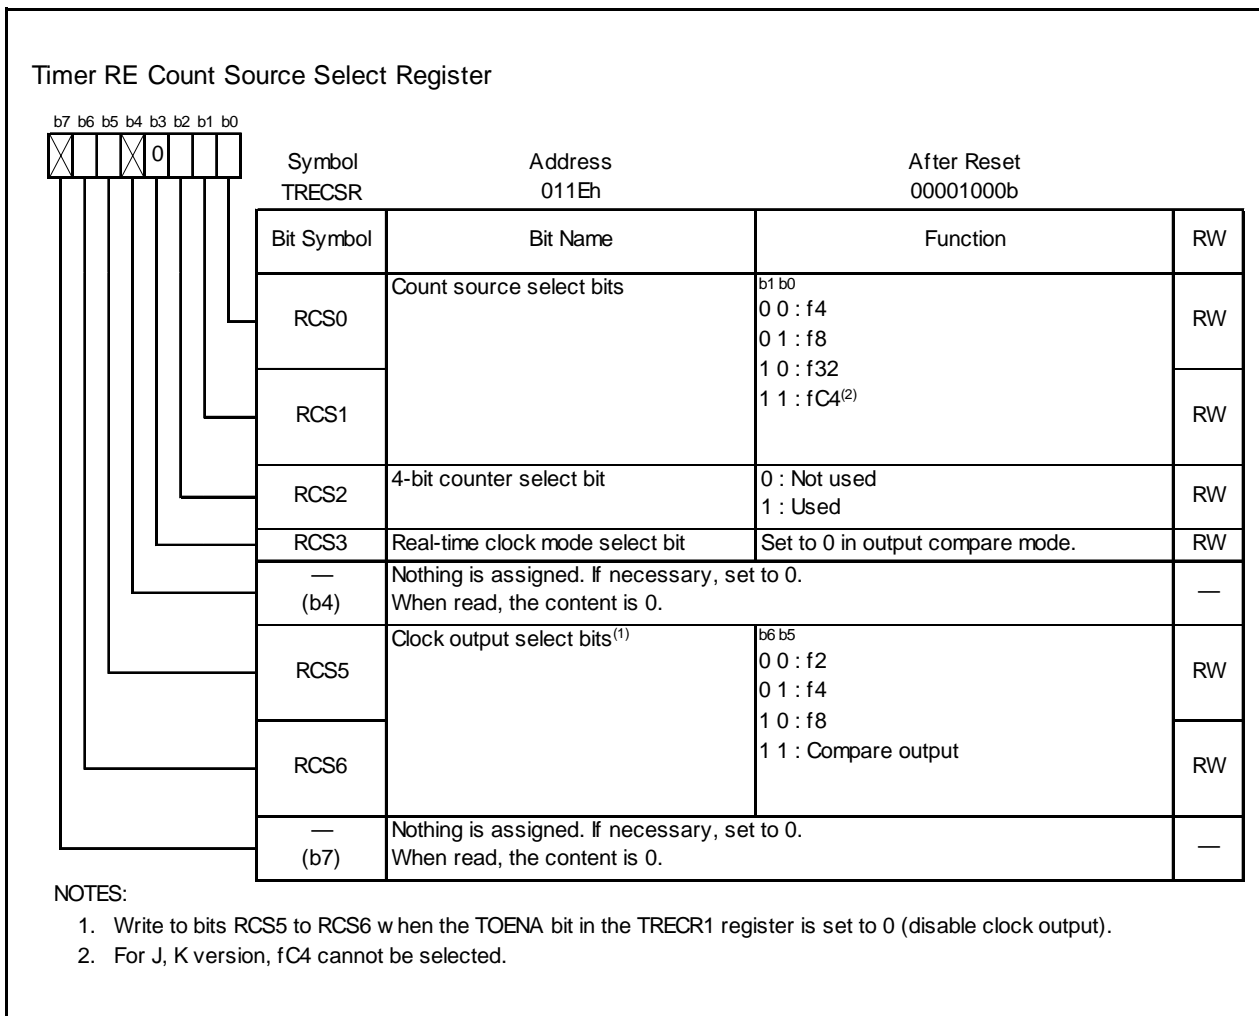 Timer RE Count Source Select Register
b7 b6 b5 b4 b3 b2 b1 b0
0
Symbol Address After Reset
TRECSR 011Eh 00001000b
Bit Symbol Bit Name Function RW
RCS0 Count source select bits b1 b0 RW
0 0 : f4
0 1 : f8
1 0 : f32
RCS1 1 1 : fC4(2) RW
RCS2 4-bit counter select bit 0 : Not used RW
1 : Used
RCS3 Real-time clock mode select bit Set to 0 in output compare mode. RW
— Nothing is assigned. If necessary, set to 0. —
(b4) When read, the content is 0.
RCS5 Clock output select bits(1) b6 b5 RW
0 0 : f2
0 1 : f4
1 0 : f8
RCS6 1 1 : Compare output RW
— Nothing is assigned. If necessary, set to 0. —
(b7) When read, the content is 0.
NOTES:
1. Write to bits RCS5 to RCS6 w hen the TOENA bit in the TRECR1 register is set to 0 (disable clock output).
2. For J, K version, fC4 cannot be selected.